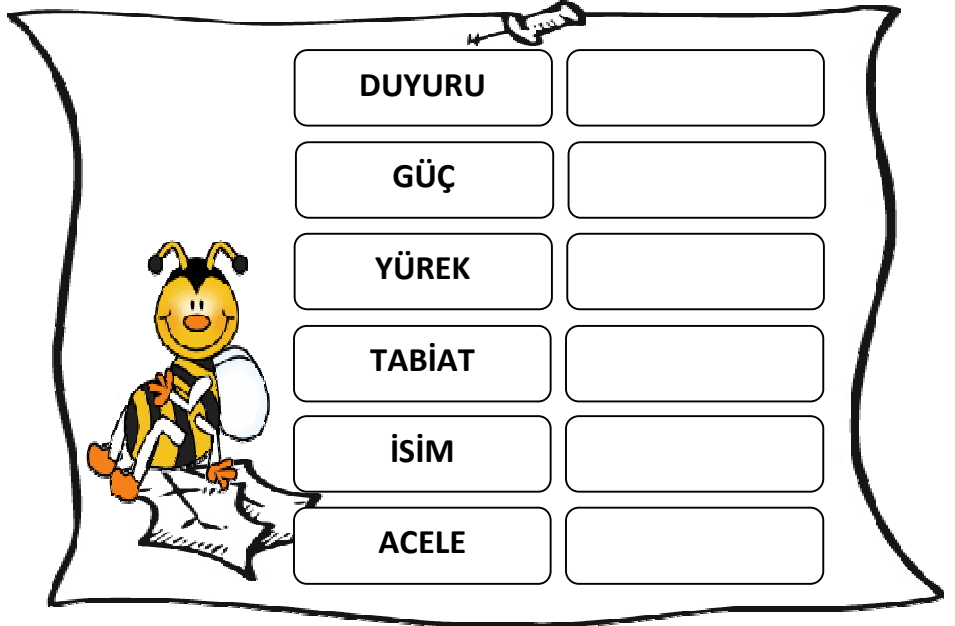 DUYURU
GÜÇ
YÜREK
TABİAT
İSİM
ACELE